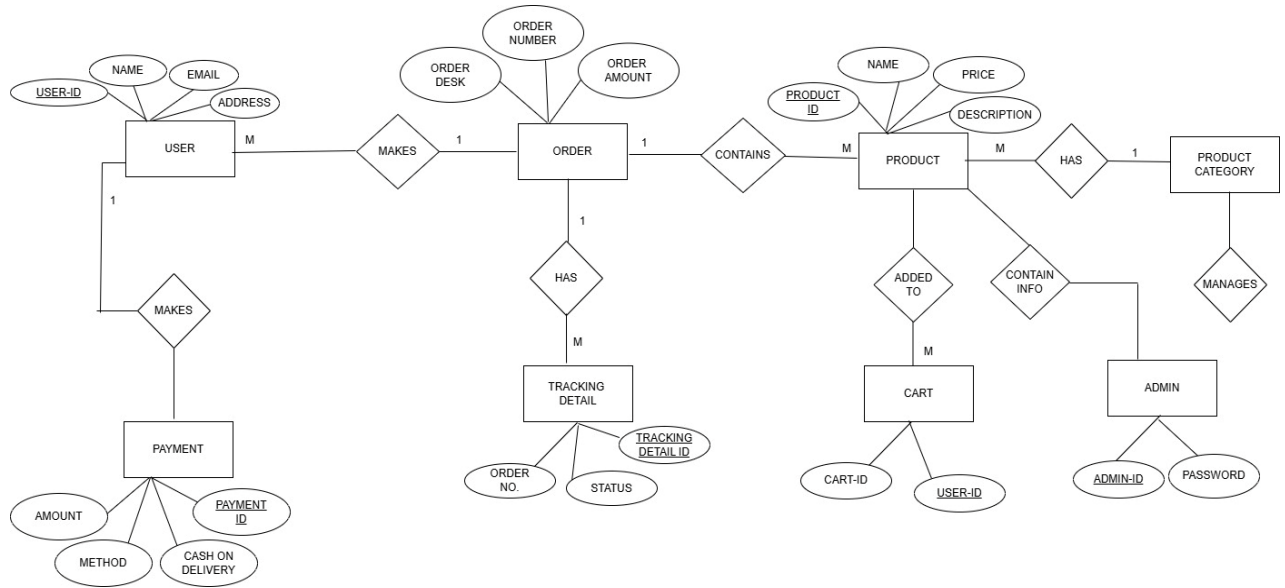 ORDER
NUMBER
ORDER
DESK
ORDER
AMOUNT
NAME
EMAIL
USER-ID
ADDRESS
NAME
PRICE
PRODUCT
ID
DESCRIPTION
USER
M
MAKES
1
ORDER
1
CONTAINS
M
PRODUCT
M
HAS
1
PRODUCT
CATEGORY
1
1
HAS
M
ADDED
TO
M
CONTAIN
INFO
MANAGES
MAKES
TRACKING
DETAIL
CART
ADMIN
PAYMENT
ORDER
NO.
STATUS
TRACKING
DETAIL ID
CART-ID
USER-ID
ADMIN-ID
PASSWORD
AMOUNT
PAYMENT
ID
METHOD
CASH ON
DELIVERY